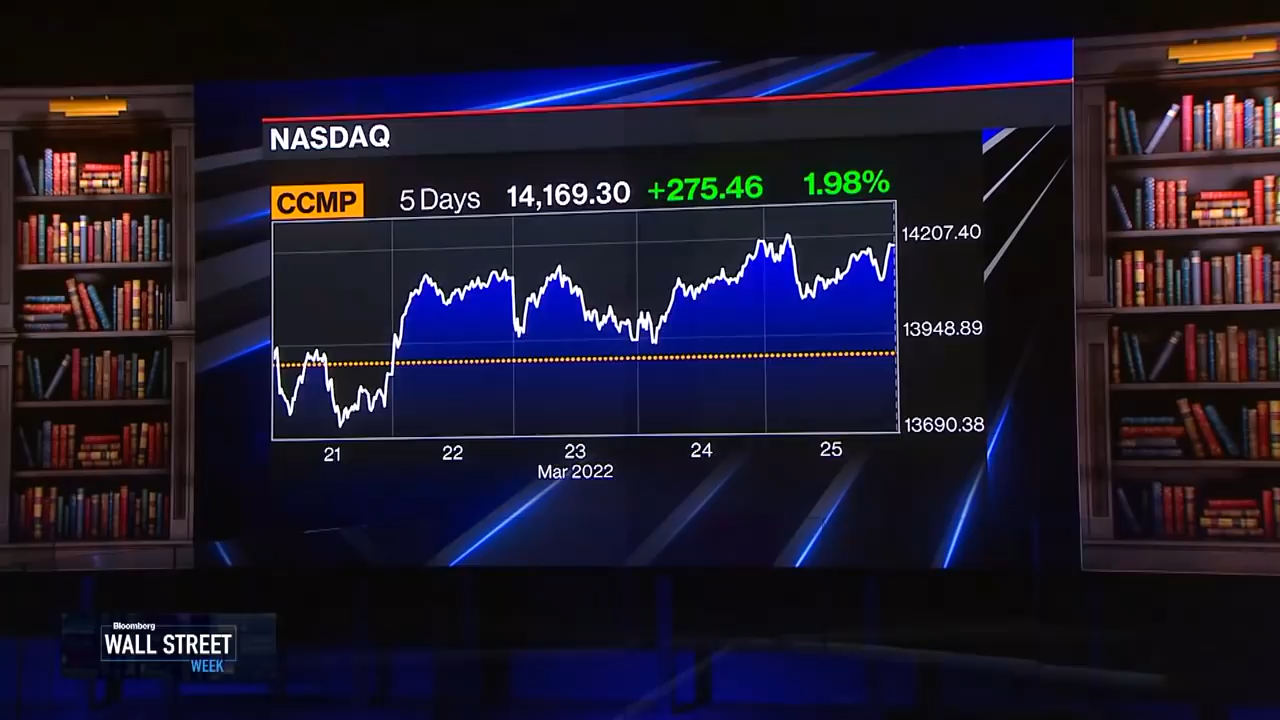 NASDAQ
CCMP 5 Days 14,169.30 +275.46 1.98%
14207.40
13948.89
13690.38
21 22 23 24 25
Mar 2022
Bloomberg
WALL STREET
WEEK